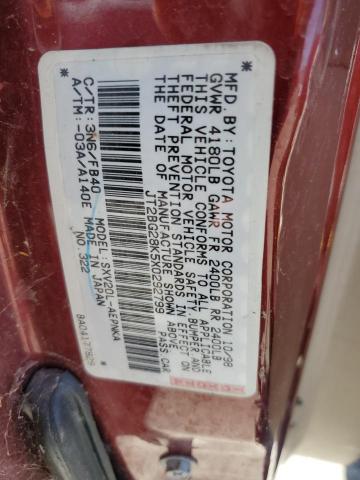 MFD. BY: TOYOTA MOTOR CORPORATION 10/98
GVWR 4180LB GAWR FR 2400LB RR 2400LB
THIS VEHICLE CONFORMS TO ALL APPLICABLE
FEDERAL MOTOR VEHICLE SAFETY, BUMPER, AND
THEFT PREVENTION STANDARDS IN EFFECT ON
THE DATE OF MANUFACTURE SHOWN ABOVE.
JT2BG28K5X0292799 PASS.CAR
C/TR: 3N6/FB40 MODEL: SXV20L-AEPNKA
A/TM: -03A/A140E MADE IN JAPAN
NO. 322